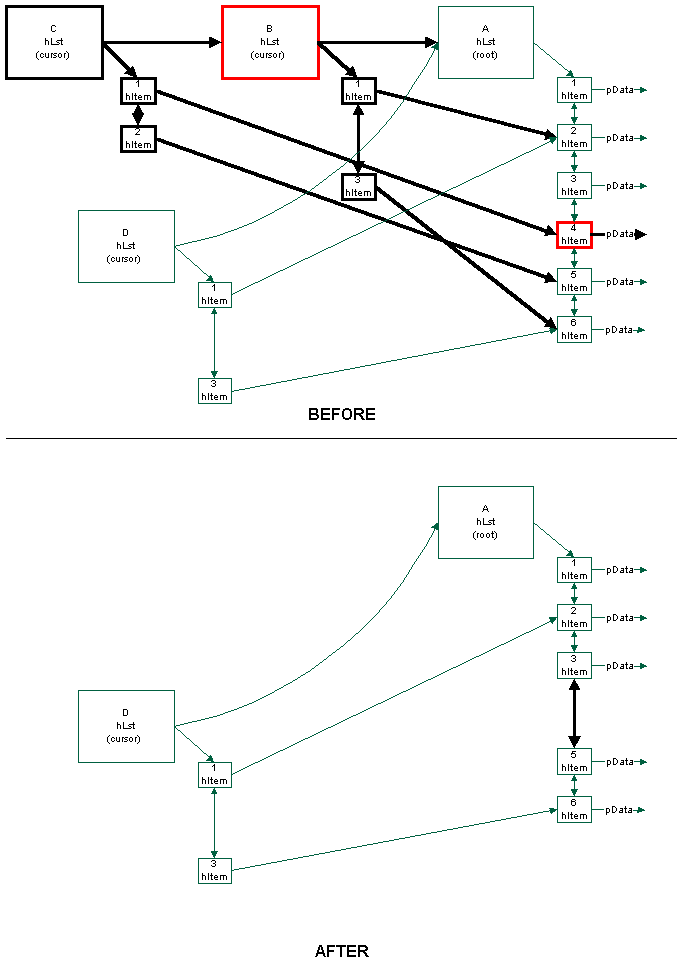 C
hLst
(cursor)
B
hLst
(cursor)
A
hLst
(root)
1
hItem
pData
1
hItem
1
hItem
2
hItem
2
hItem
pData
3
hItem
3
hItem
pData
D
hLst
(cursor)
4
hItem
pData
1
hItem
5
hItem
pData
6
hItem
pData
3
hItem
BEFORE
A
hLst
(root)
1
hItem
pData
2
hItem
pData
3
hItem
pData
D
hLst
(cursor)
1
hItem
5
hItem
pData
6
hItem
pData
3
hItem
AFTER